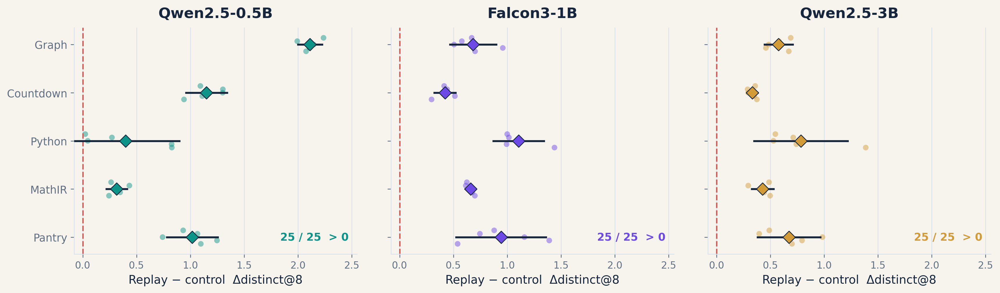 Qwen2.5-0.5B
Falcon3-1B
Qwen2.5-3B
Graph
Countdown
Python
MathIR
Pantry
25 / 25 > 0
25 / 25 > 0
25 / 25 > 0
0.0 0.5 1.0 1.5 2.0 2.5
0.0 0.5 1.0 1.5 2.0 2.5
0.0 0.5 1.0 1.5 2.0 2.5
Replay − control Δdistinct@8
Replay − control Δdistinct@8
Replay − control Δdistinct@8